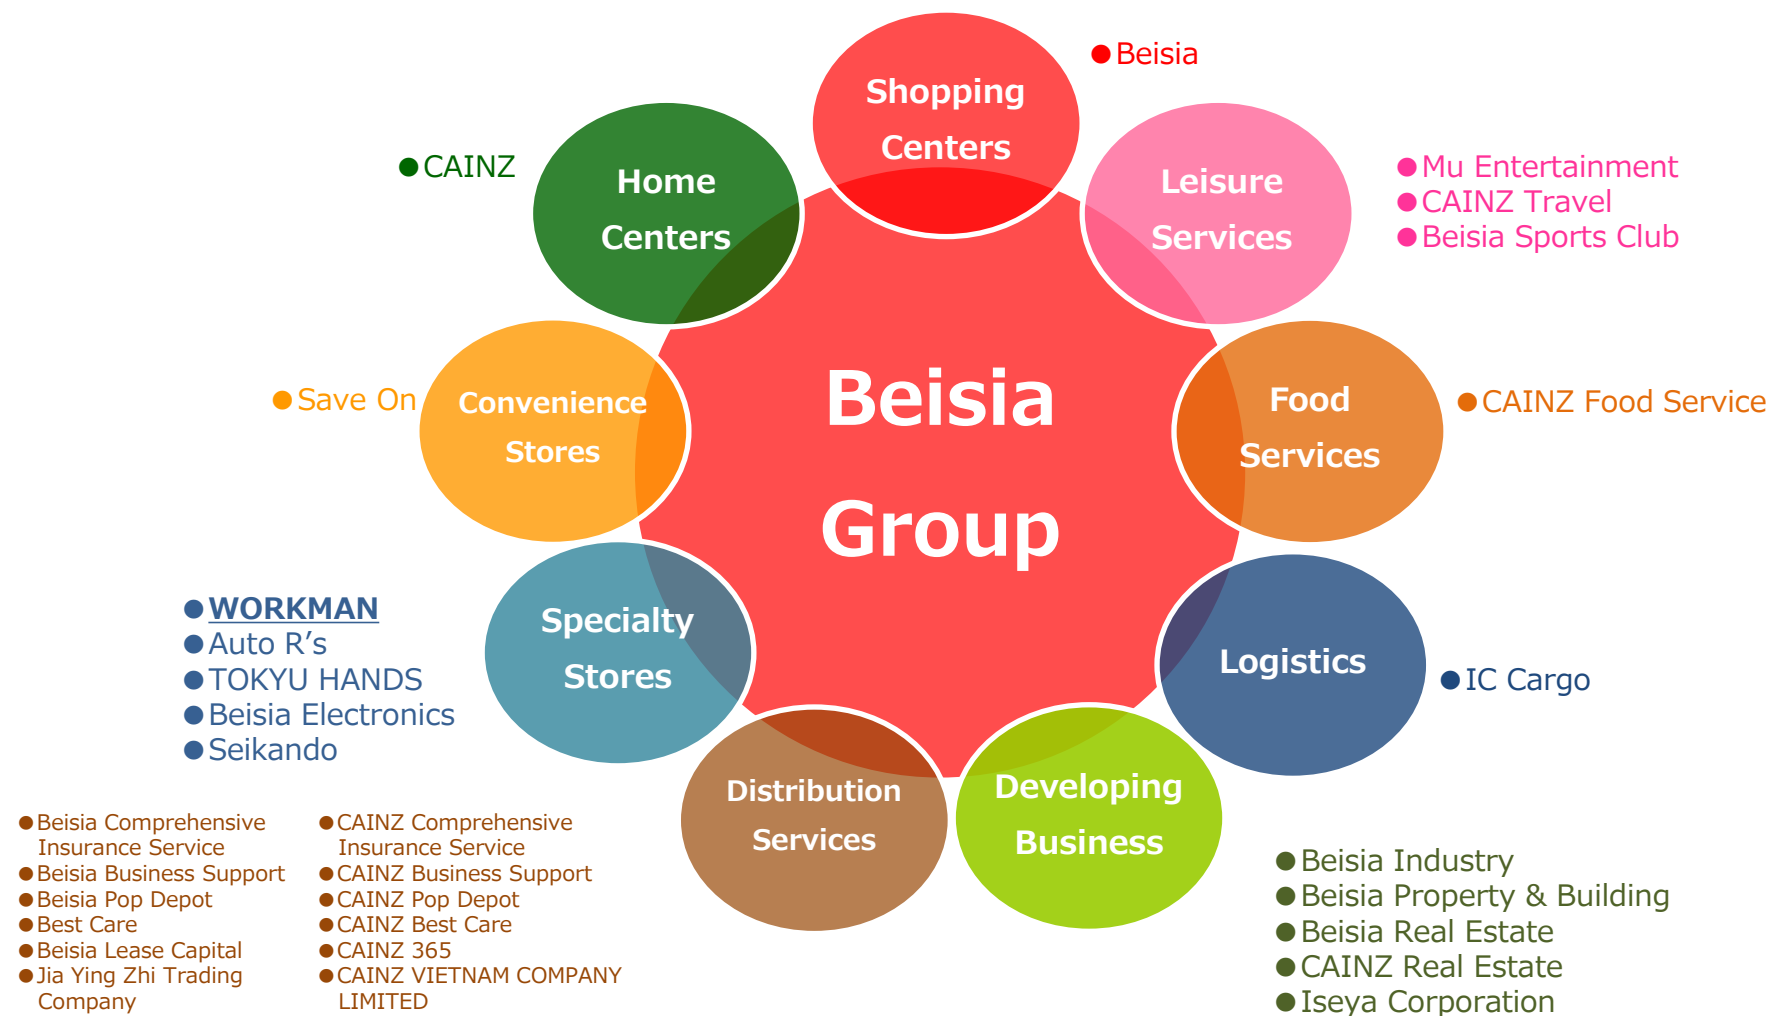 Beisia
Group
Shopping
Centers
●Beisia
Leisure
Services
●Mu Entertainment
●CAINZ Travel
●Beisia Sports Club
Food
Services
●CAINZ Food Service
Logistics
●IC Cargo
Developing
Business
●Beisia Industry
●Beisia Property & Building
●Beisia Real Estate
●CAINZ Real Estate
●Iseya Corporation
Distribution
Services
●Beisia Comprehensive
Insurance Service
●Beisia Business Support
●Beisia Pop Depot
●Best Care
●Beisia Lease Capital
●Jia Ying Zhi Trading
Company
●CAINZ Comprehensive
Insurance Service
●CAINZ Business Support
●CAINZ Pop Depot
●CAINZ Best Care
●CAINZ 365
●CAINZ VIETNAM COMPANY
LIMITED
Specialty
Stores
●WORKMAN
●Auto R’s
●TOKYU HANDS
●Beisia Electronics
●Seikando
Convenience
Stores
●Save On
Home
Centers
●CAINZ